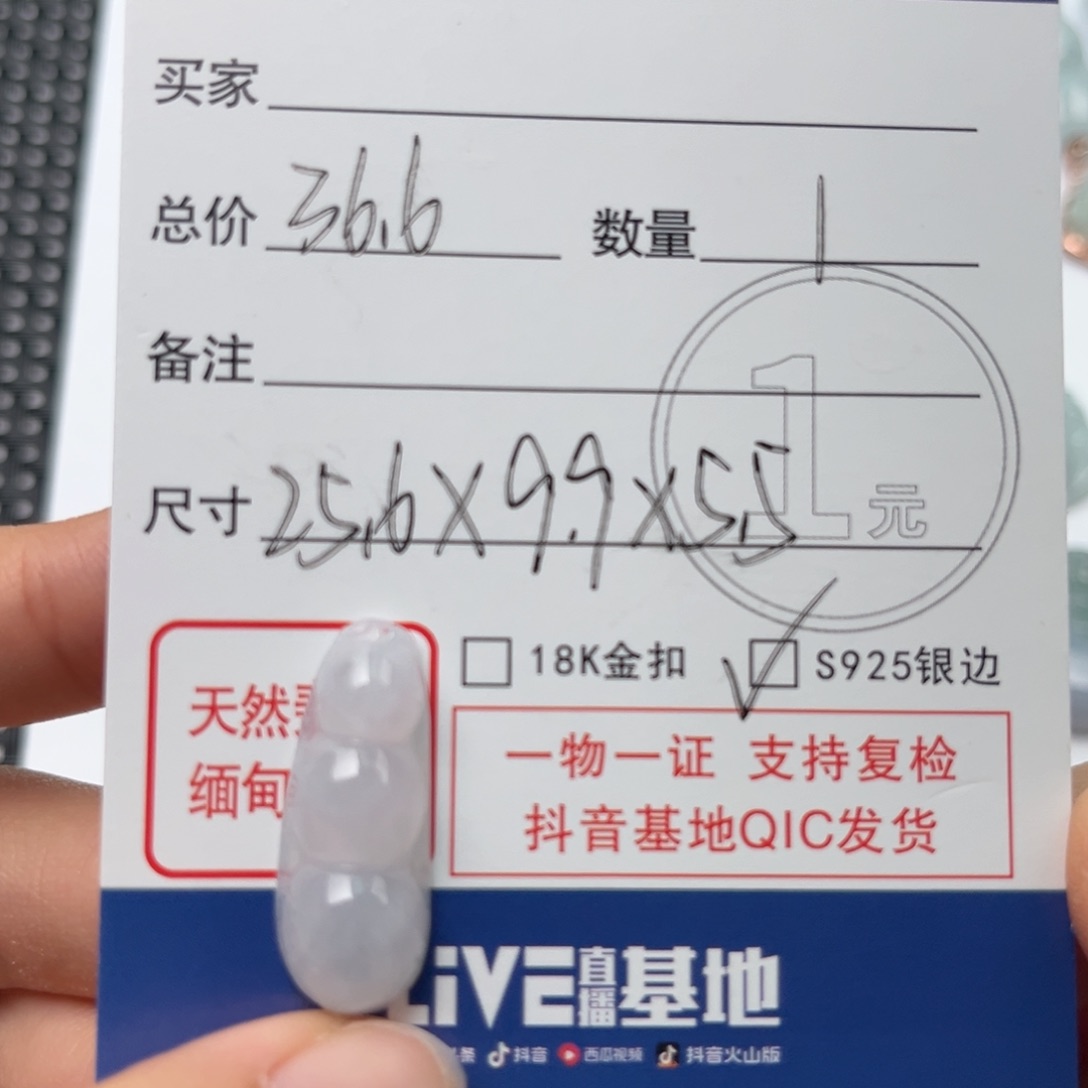 买家
总价 36.6 数量 1
备注
1元
尺寸 25.6X9.9X5.5
18K金扣 ✓ S925银边
天然
缅甸
一物一证 支持复检
抖音基地QIC发货
LiVE直播基地
条 抖音 西瓜视频 抖音火山版